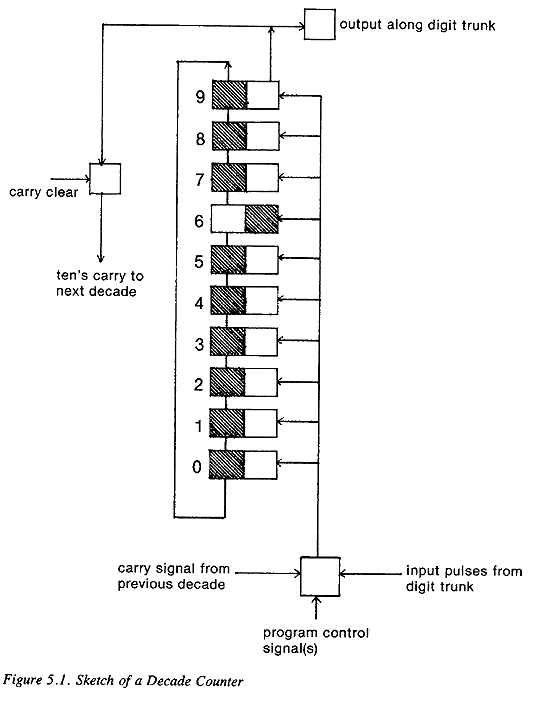 output along digit trunk
9
8
carry clear
7
6
ten's carry to
next decade
5
4
3
2
1
0
carry signal from
previous decade
input pulses from
digit trunk
program control
signal(s)
Figure 5.1. Sketch of a Decade Counter